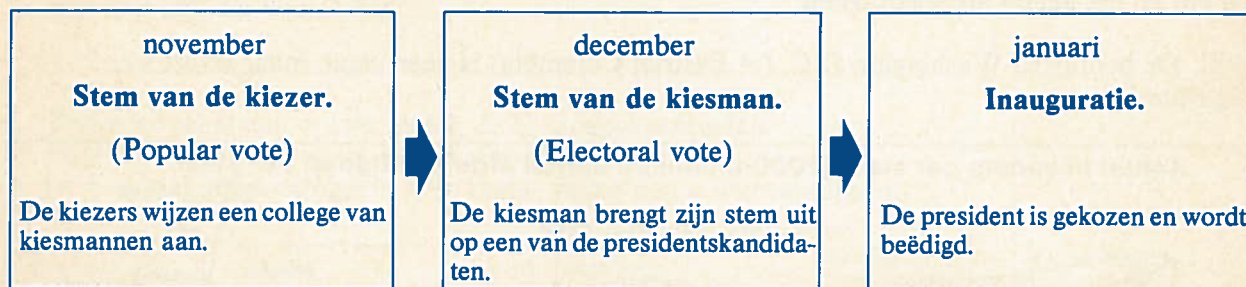 november
Stem van de kiezer.
(Popular vote)
De kiezers wijzen een college van
kiesmannen aan.
december
Stem van de kiesman.
(Electoral vote)
De kiesman brengt zijn stem uit
op een van de presidentskandida-
ten.
januari
Inauguratie.
De president is gekozen en wordt
beëdigd.